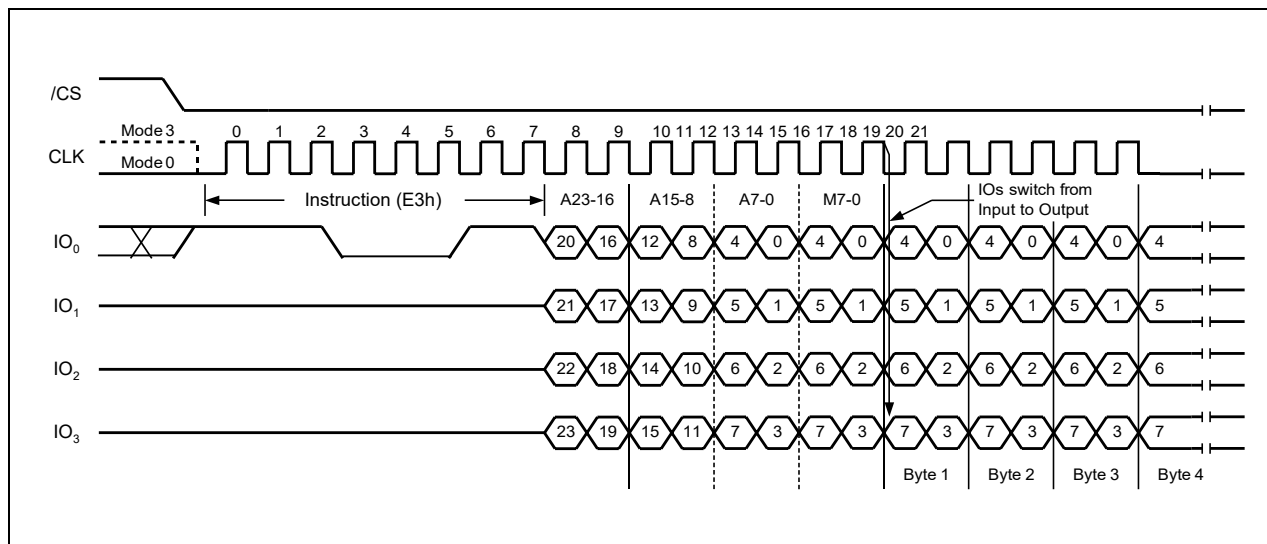 /CS
Mode 3
0 1 2 3 4 5 6 7 8 9 10 11 12 13 14 15 16 17 18 19 20 21
CLK
Mode 0
Instruction (E3h) A23-16 A15-8 A7-0 M7-0 IOs switch from
Input to Output
IO0 20 16 12 8 4 0 4 0 4 0 4 0 4 0 4
IO1 21 17 13 9 5 1 5 1 5 1 5 1 5 1 5
IO2 22 18 14 10 6 2 6 2 6 2 6 2 6 2 6
IO3 23 19 15 11 7 3 7 3 7 3 7 3 7 3 7
Byte 1 Byte 2 Byte 3 Byte 4